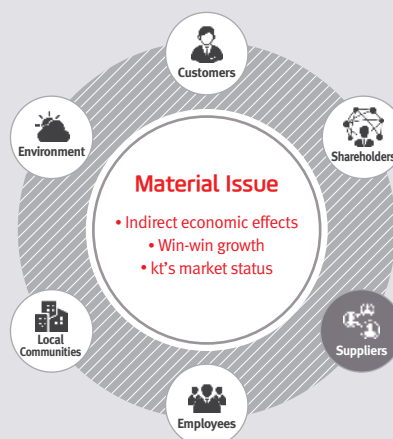 Customers
Environment
Shareholders
Material Issue
• Indirect economic effects
• Win-win growth
• kt's market status
Local
Communities
Suppliers
Employees